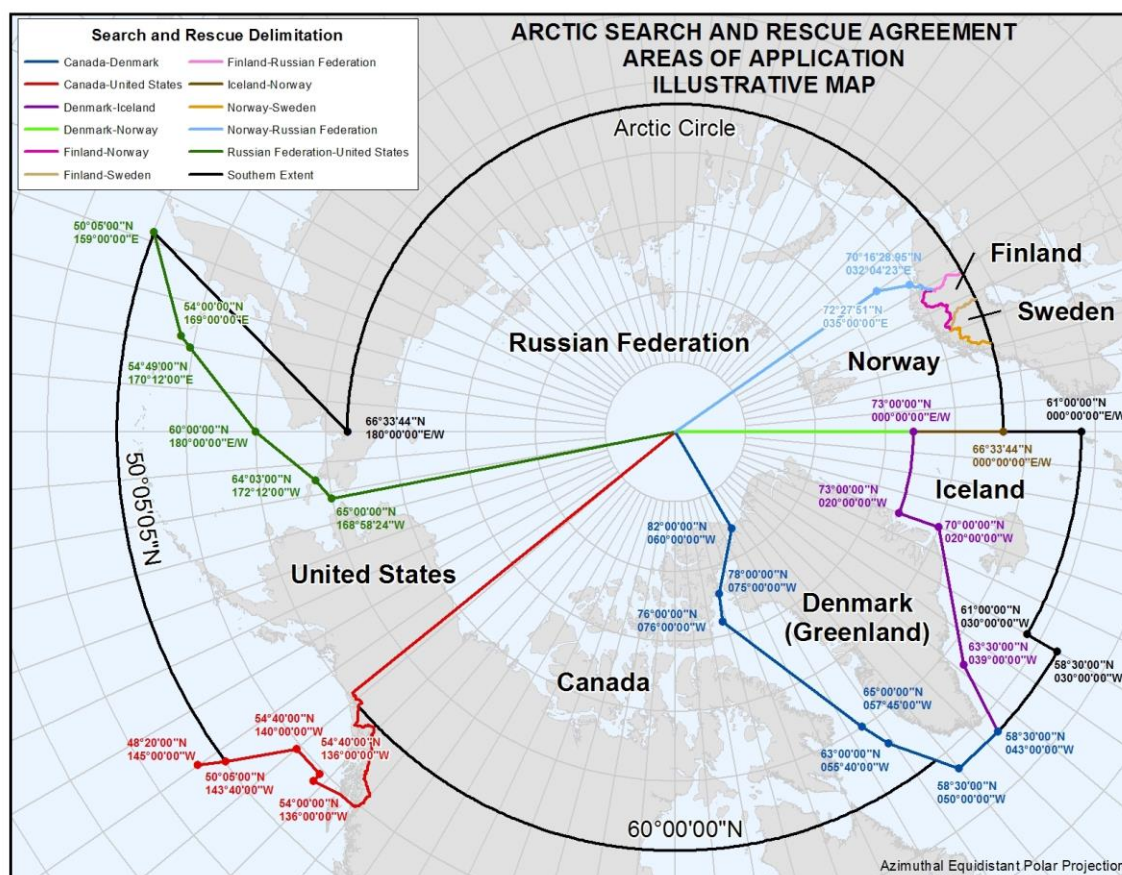 ARCTIC SEARCH AND RESCUE AGREEMENT
AREAS OF APPLICATION
ILLUSTRATIVE MAP
Search and Rescue Delimitation
Canada-Denmark
Canada-United States
Denmark-Iceland
Denmark-Norway
Finland-Norway
Finland-Sweden
Finland-Russian Federation
Iceland-Norway
Norway-Sweden
Norway-Russian Federation
Russian Federation-United States
Southern Extent
Arctic Circle
50°05'00"N
159°00'00"E
54°00'00"N
169°00'00"E
54°49'00"N
170°12'00"E
60°00'00"N
180°00'00"E/W
64°03'00"N
172°12'00"W
65°00'00"N
168°58'24"W
66°33'44"N
180°00'00"E/W
50°05'05"N
70°16'28.95"N
032°04'23"E
72°27'51"N
035°00'00"E
Finland
Sweden
Norway
Russian Federation
73°00'00"N
000°00'00"E/W
61°00'00"N
000°00'00"E/W
66°33'44"N
000°00'00"E/W
Iceland
73°00'00"N
020°00'00"W
70°00'00"N
020°00'00"W
82°00'00"N
060°00'00"W
78°00'00"N
075°00'00"W
76°00'00"N
076°00'00"W
United States
Denmark
(Greenland)
61°00'00"N
030°00'00"W
63°30'00"N
039°00'00"W
58°30'00"N
030°00'00"W
Canada
65°00'00"N
057°45'00"W
63°00'00"N
055°40'00"W
58°30'00"N
043°00'00"W
58°30'00"N
050°00'00"W
54°40'00"N
140°00'00"W
48°20'00"N
145°00'00"W
54°40'00"N
136°00'00"W
50°05'00"N
143°40'00"W
54°00'00"N
136°00'00"W
60°00'00"N
Azimuthal Equidistant Polar Projection